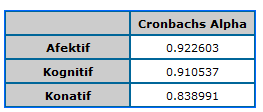 Cronbachs Alpha
Afektif 0.922603
Kognitif 0.910537
Konatif 0.838991